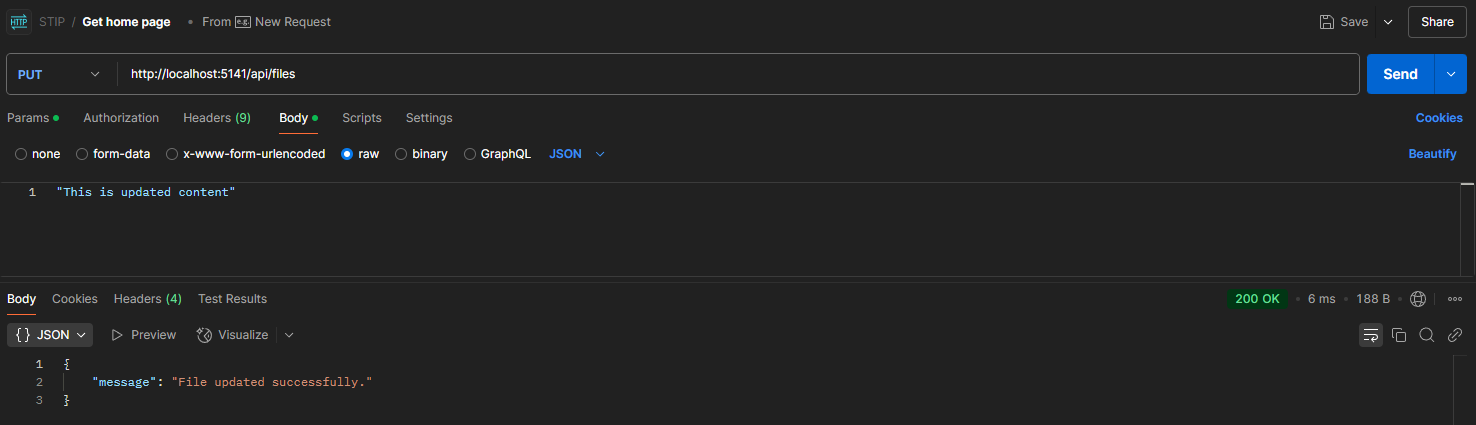 HTTP STIP / Get home page • From e.g. New Request Save Share
PUT http://localhost:5141/api/files Send
Params Authorization Headers (9) Body Scripts Settings Cookies
none form-data x-www-form-urlencoded raw binary GraphQL JSON Beautify
1 "This is updated content"
Body Cookies Headers (4) Test Results 200 OK • 6 ms • 188 B
{} JSON Preview Visualize
1 {
2 "message": "File updated successfully."
3 }